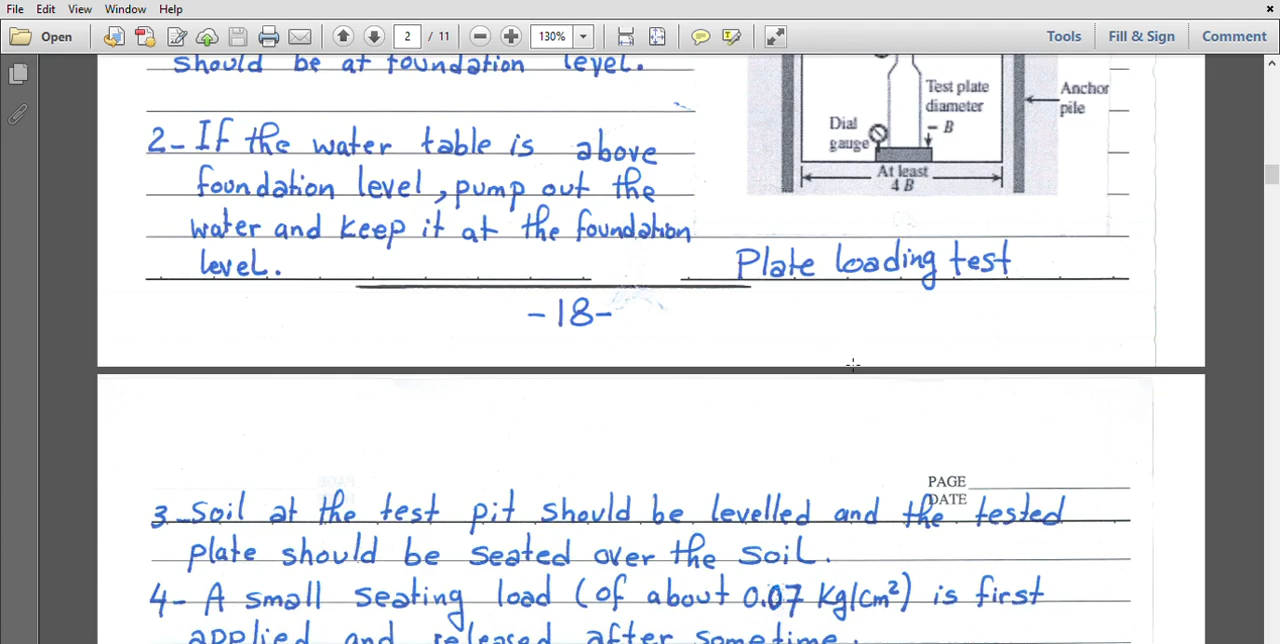 File Edit View Window Help
Open 2 / 11 130% Tools Fill & Sign Comment
should be at foundation level.
2- If the water table is above
foundation level, pump out the
water and keep it at the foundation
level.
Test plate
diameter
- B
Dial
gauge
Anchor
pile
At least
4 B
Plate loading test
-18-
PAGE
DATE
3- Soil at the test pit should be levelled and the tested
plate should be seated over the soil.
4- A small seating load (of about 0.07 Kg/cm²) is first
applied and released after sometime.